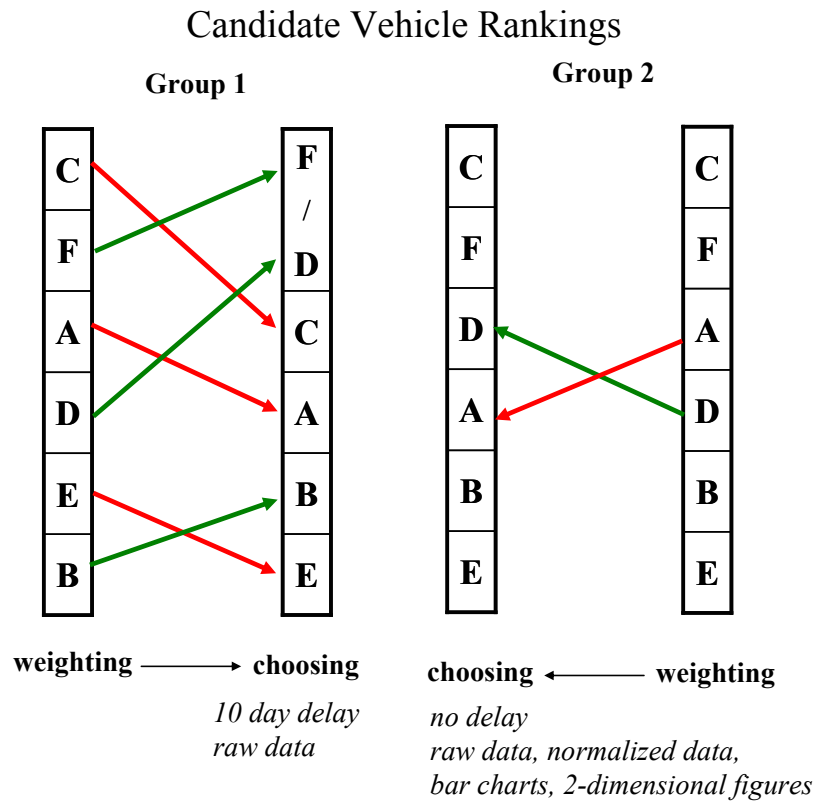 Candidate Vehicle Rankings
Group 1
C
F
A
D
E
B
F
/
D
C
A
B
E
weighting
choosing
10 day delay
raw data
Group 2
C
F
D
A
B
E
C
F
A
D
B
E
choosing
weighting
no delay
raw data, normalized data,
bar charts, 2-dimensional figures